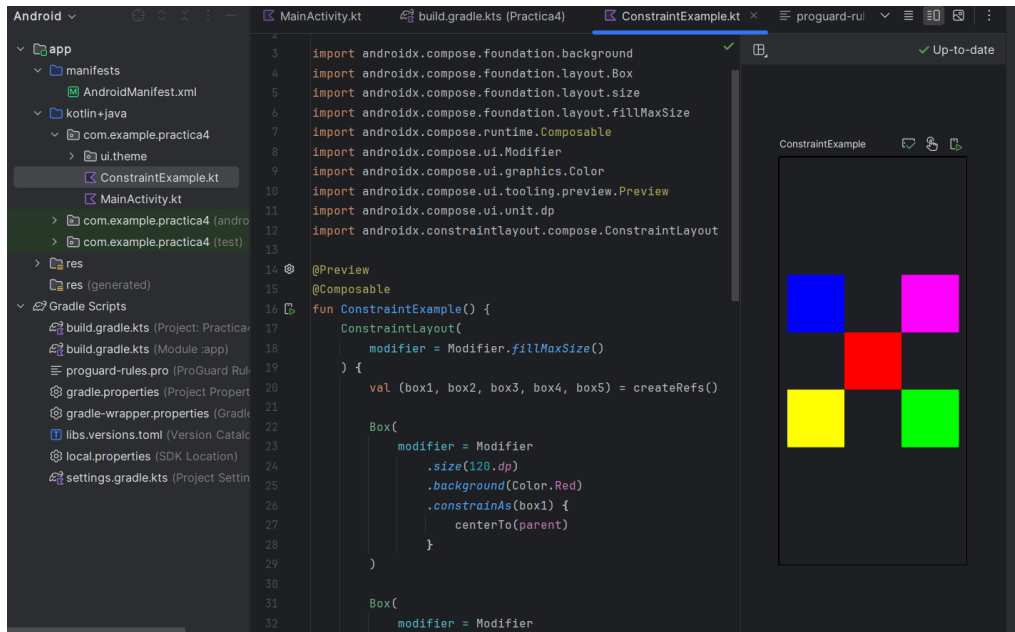 Android
MainActivity.kt
build.gradle.kts (Practica4)
ConstraintExample.kt
proguard-rul
app
manifests
AndroidManifest.xml
kotlin+java
com.example.practica4
ui.theme
ConstraintExample.kt
MainActivity.kt
com.example.practica4 (andro
com.example.practica4 (test)
res
res (generated)
Gradle Scripts
build.gradle.kts (Project: Practica4
build.gradle.kts (Module :app)
proguard-rules.pro (ProGuard Rul
gradle.properties (Project Propert
gradle-wrapper.properties (Gradle
libs.versions.toml (Version Catalo
local.properties (SDK Location)
settings.gradle.kts (Project Settin
3 import androidx.compose.foundation.background
4 import androidx.compose.foundation.layout.Box
5 import androidx.compose.foundation.layout.size
6 import androidx.compose.foundation.layout.fillMaxSize
7 import androidx.compose.runtime.Composable
8 import androidx.compose.ui.Modifier
9 import androidx.compose.ui.graphics.Color
10 import androidx.compose.ui.tooling.preview.Preview
11 import androidx.compose.ui.unit.dp
12 import androidx.constraintlayout.compose.ConstraintLayout
13
14 @Preview
15 @Composable
16 fun ConstraintExample() {
17 ConstraintLayout(
18 modifier = Modifier.fillMaxSize()
19 ) {
20 val (box1, box2, box3, box4, box5) = createRefs()
21
22 Box(
23 modifier = Modifier
24 .size(120.dp)
25 .background(Color.Red)
26 .constrainAs(box1) {
27 centerTo(parent)
28 }
29 )
30
31 Box(
32 modifier = Modifier
Up-to-date
ConstraintExample